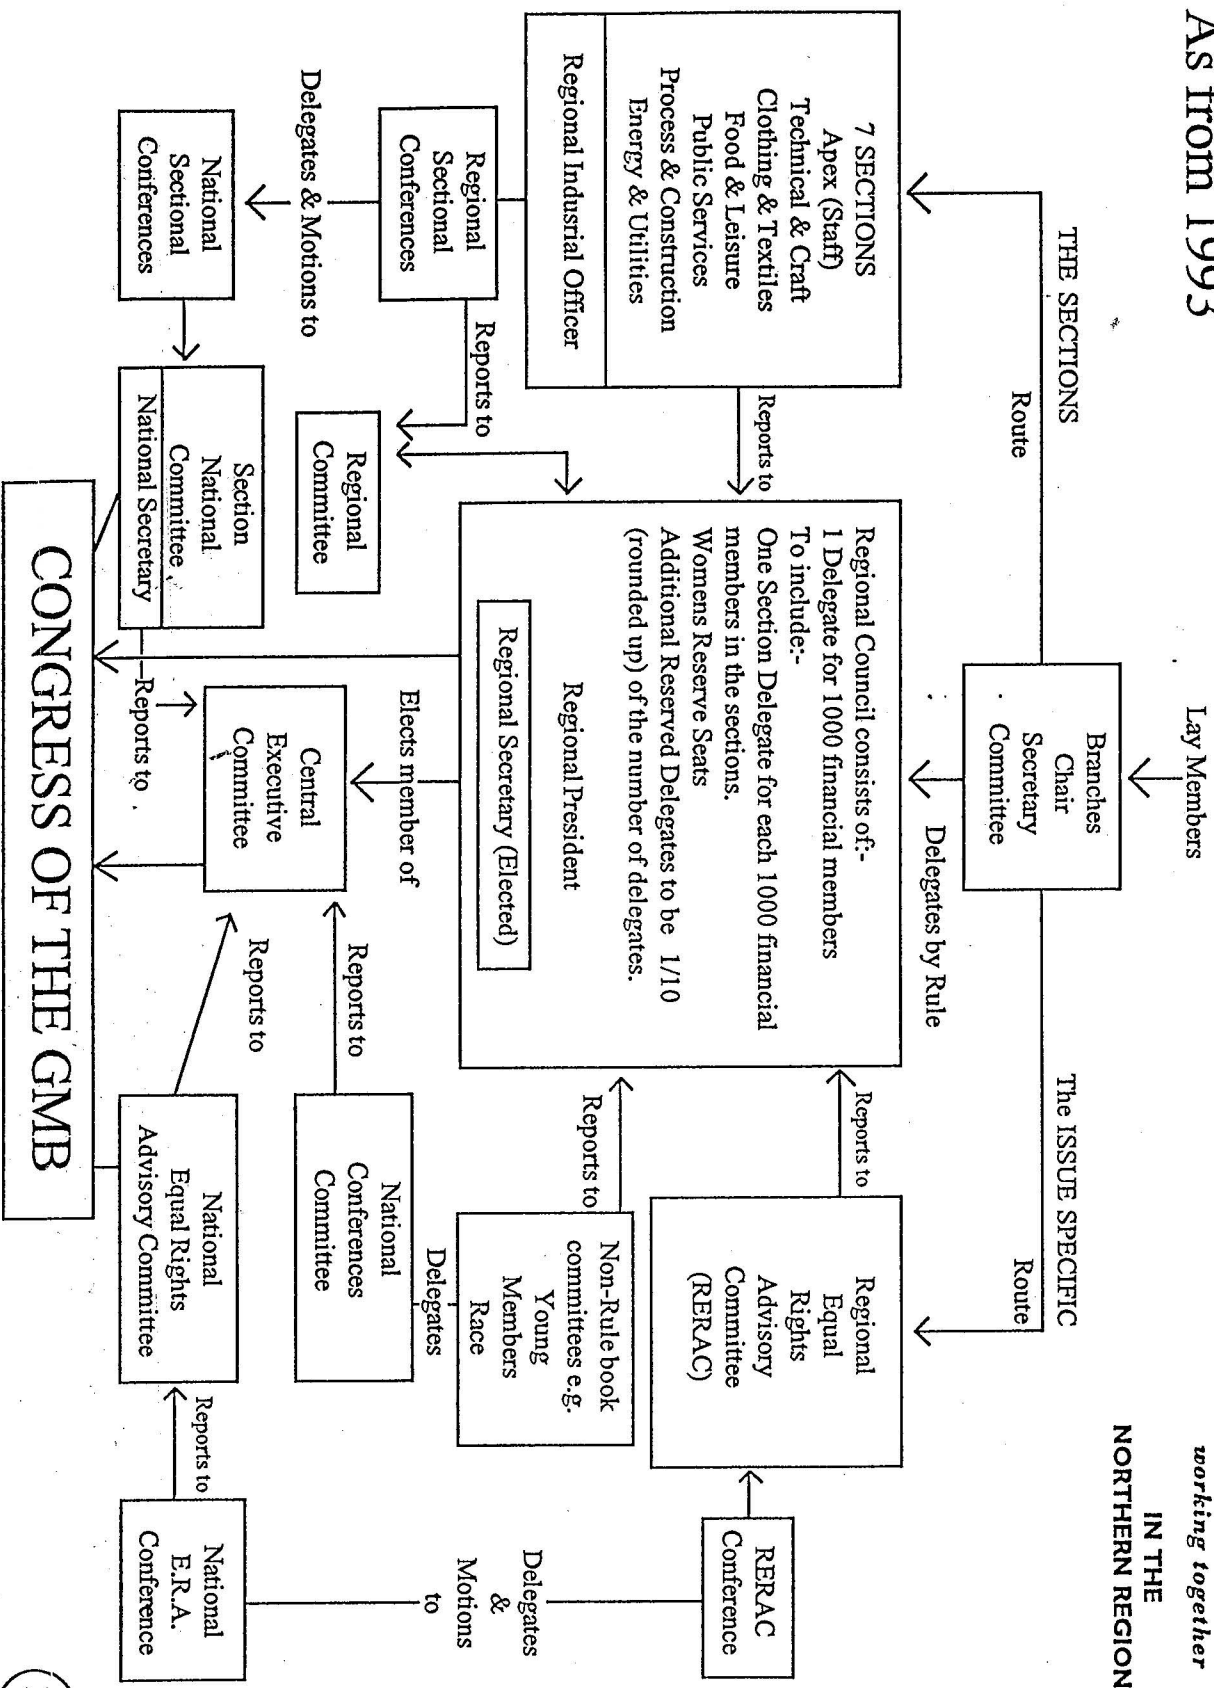 As from 1993
working together
IN THE
NORTHERN REGION
Lay Members
Branches
Chair
Secretary
Committee
THE SECTIONS
Route
The ISSUE SPECIFIC
Route
Delegates by Rule
7 SECTIONS
Apex (Staff)
Technical & Craft
Clothing & Textiles
Food & Leisure
Public Services
Process & Construction
Energy & Utilities
Regional Indusrial Officer
Reports to
Regional Council consists of:-
1 Delegate for 1000 financial members
To include:-
One Section Delegate for each 1000 financial
members in the sections.
Womens Reserve Seats
Additional Reserved Delegates to be 1/10
(rounded up) of the number of delegates.
Regional President
Regional Secretary (Elected)
Reports to
Regional
Equal
Rights
Advisory
Committee
(RERAC)
RERAC
Conference
Reports to
Non-Rule book
committees e.g.
Young
Members
Race
Delegates
&
Motions
to
Regional
Sectional
Conferences
Reports to
Regional
Committee
Delegates
National
Conferences
Committee
Reports to
Delegates & Motions to
Elects member of
Central
Executive
Committee
Reports to
National
Sectional
Conferences
Section
National
Committee
National Secretary
Reports to
National
Equal Rights
Advisory Committee
Reports to
National
E.R.A.
Conference
CONGRESS OF THE GMB